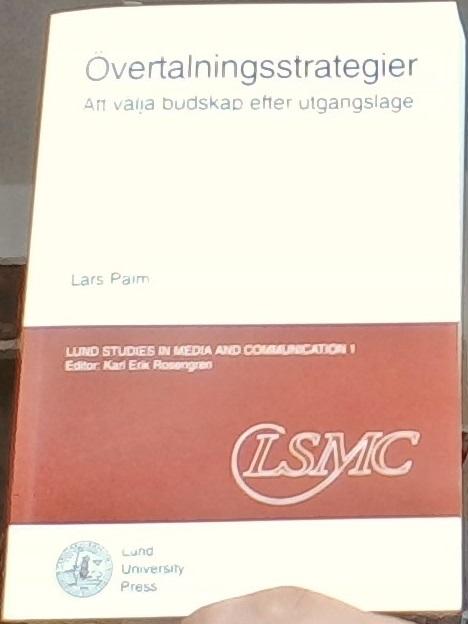 Övertalningsstrategier
Att välja budskap efter utgångsläge
Lars Palm
LUND STUDIES IN MEDIA AND COMMUNICATION 1
Editor: Karl Erik Rosengren
LSMC
Lund
University
Press